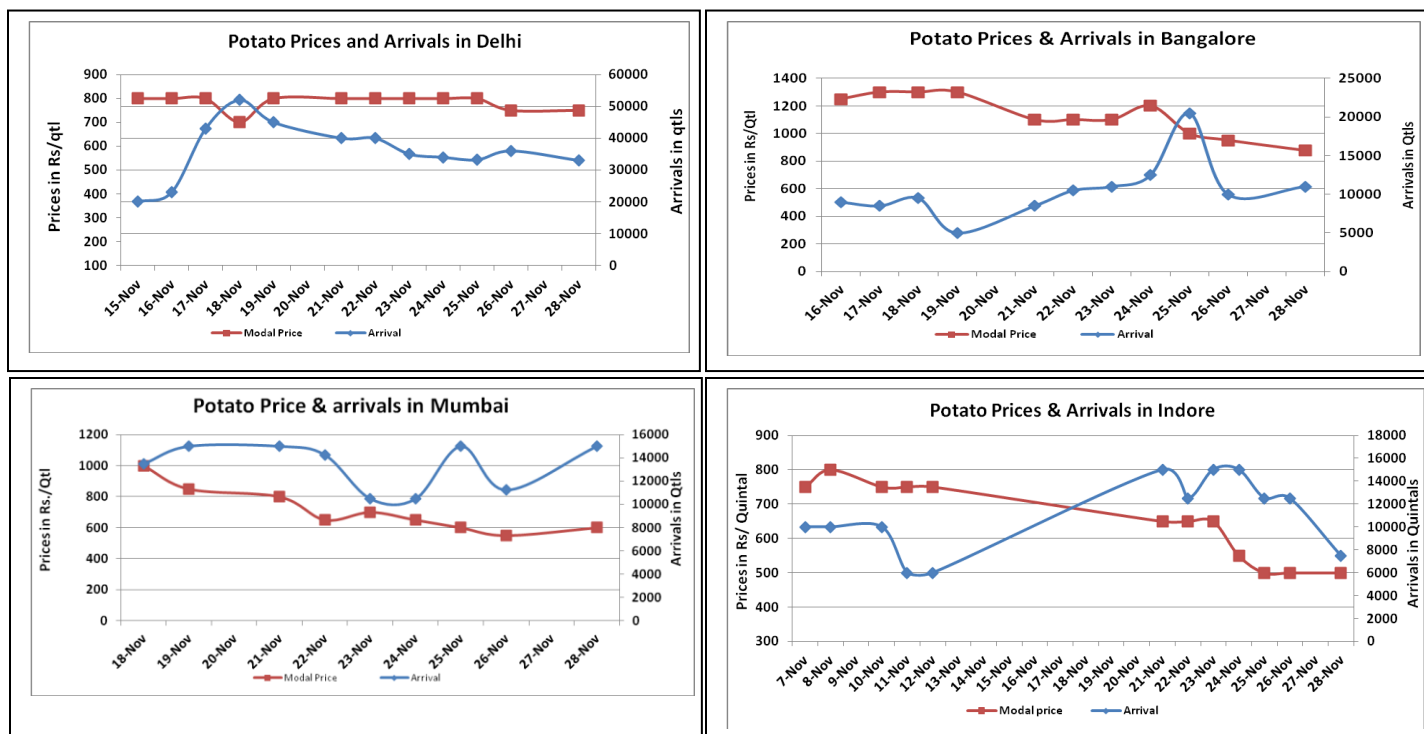 Potato Prices and Arrivals in Delhi
Prices in Rs/qtl
900
800
700
600
500
400
300
200
100
60000
50000
40000
30000
20000
10000
0
Arrivals in qtls
15-Nov
16-Nov
17-Nov
18-Nov
19-Nov
20-Nov
21-Nov
22-Nov
23-Nov
24-Nov
25-Nov
26-Nov
27-Nov
28-Nov
Modal Price
Arrival
Potato Prices & Arrivals in Bangalore
Prices in Rs/Qtl
1400
1200
1000
800
600
400
200
0
25000
20000
15000
10000
5000
0
Arrivals in Qtls
16-Nov
17-Nov
18-Nov
19-Nov
20-Nov
21-Nov
22-Nov
23-Nov
24-Nov
25-Nov
26-Nov
27-Nov
28-Nov
Modal Price
Arrival
Potato Price & arrivals in Mumbai
Prices in Rs./Qtl
1200
1000
800
600
400
200
0
16000
14000
12000
10000
8000
6000
4000
2000
0
Arrivals in Qtls
18-Nov
19-Nov
20-Nov
21-Nov
22-Nov
23-Nov
24-Nov
25-Nov
26-Nov
27-Nov
28-Nov
Modal Price
Arrival
Potato Prices & Arrivals in Indore
Prices in Rs/ Quintal
900
800
700
600
500
400
300
18000
16000
14000
12000
10000
8000
6000
4000
2000
0
Arrivals in Quintals
7-Nov
8-Nov
9-Nov
10-Nov
11-Nov
12-Nov
13-Nov
14-Nov
15-Nov
16-Nov
17-Nov
18-Nov
19-Nov
20-Nov
21-Nov
22-Nov
23-Nov
24-Nov
25-Nov
26-Nov
27-Nov
28-Nov
Modal price
Arrival